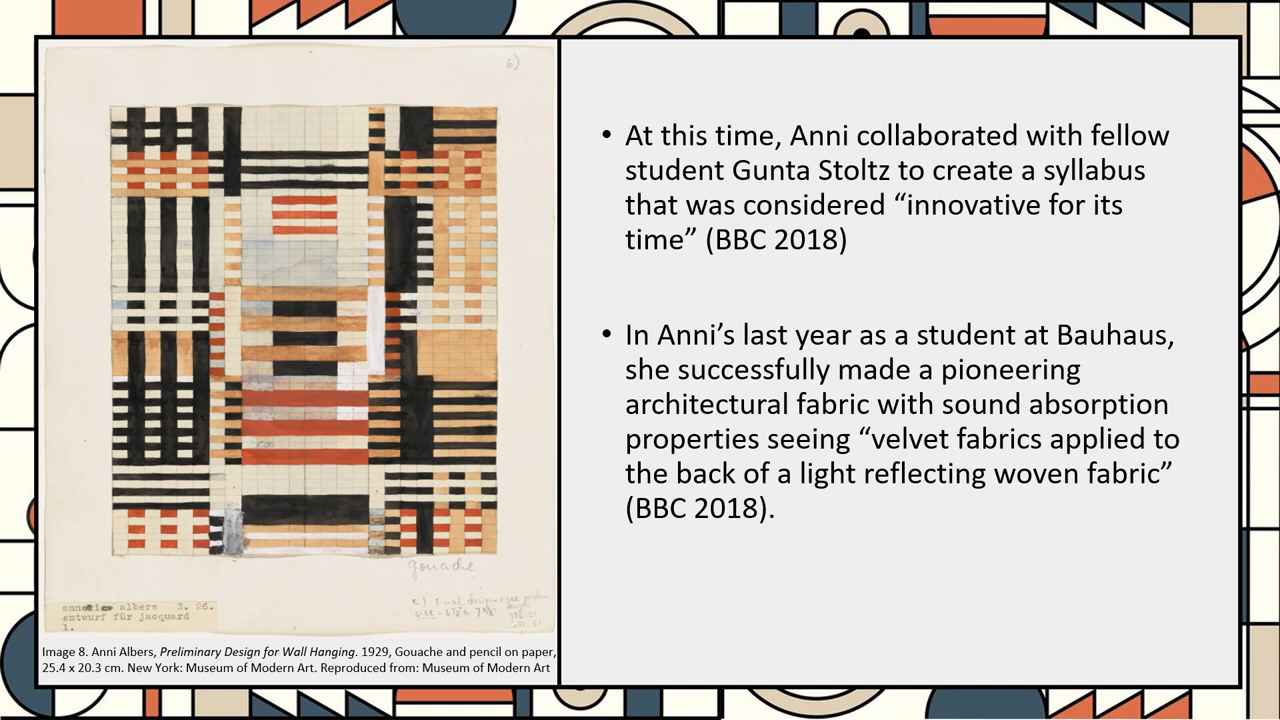 6)
gouache
annelise albers 3. 26.
entwurf für jacquard
1.
size = 6½ x 7⅞"
Image 8. Anni Albers, Preliminary Design for Wall Hanging. 1929, Gouache and pencil on paper,
25.4 x 20.3 cm. New York: Museum of Modern Art. Reproduced from: Museum of Modern Art
• At this time, Anni collaborated with fellow
student Gunta Stoltz to create a syllabus
that was considered “innovative for its
time” (BBC 2018)
• In Anni’s last year as a student at Bauhaus,
she successfully made a pioneering
architectural fabric with sound absorption
properties seeing “velvet fabrics applied to
the back of a light reflecting woven fabric”
(BBC 2018).